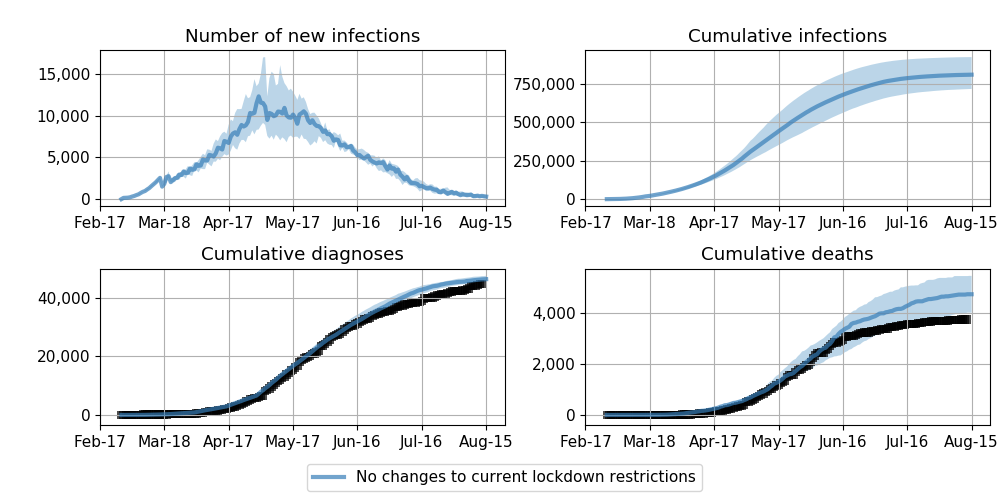 Number of new infections
15,000
10,000
5,000
0
Feb-17 Mar-18 Apr-17 May-17 Jun-16 Jul-16 Aug-15
Cumulative infections
750,000
500,000
250,000
0
Feb-17 Mar-18 Apr-17 May-17 Jun-16 Jul-16 Aug-15
Cumulative diagnoses
40,000
20,000
0
Feb-17 Mar-18 Apr-17 May-17 Jun-16 Jul-16 Aug-15
Cumulative deaths
4,000
2,000
0
Feb-17 Mar-18 Apr-17 May-17 Jun-16 Jul-16 Aug-15
No changes to current lockdown restrictions